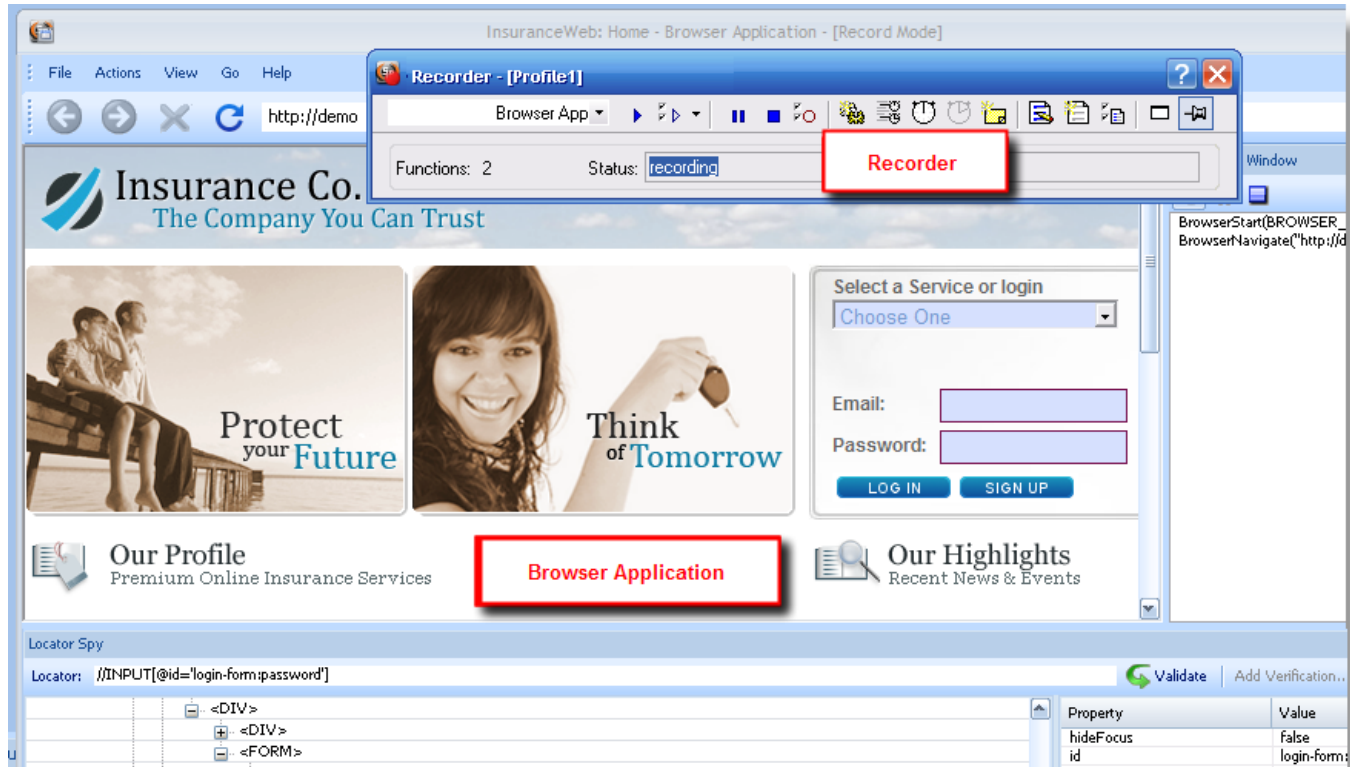 InsuranceWeb: Home - Browser Application - [Record Mode]
File Actions View Go Help
Recorder - [Profile1]
http://demo
Browser App
Functions: 2 Status: recording
Recorder
Window
Insurance Co.
The Company You Can Trust
BrowserStart(BROWSER_
BrowserNavigate("http://d
Protect
your Future
Think
of Tomorrow
Select a Service or login
Choose One
Email:
Password:
LOG IN SIGN UP
Our Profile
Premium Online Insurance Services
Browser Application
Our Highlights
Recent News & Events
Locator Spy
Locator: //INPUT[@id='login-form:password'] Validate Add Verification...
<DIV>
<DIV>
<FORM>
Property Value
hideFocus false
id login-form: